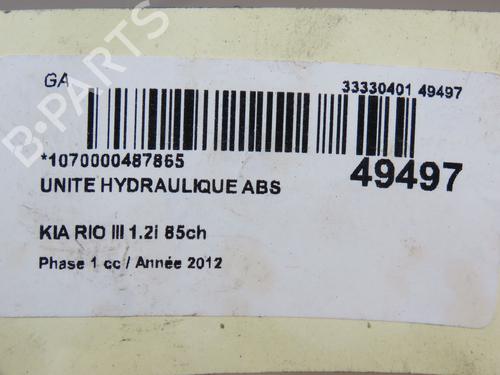 GA
33330401 49497
*1070000487865
49497
UNITE HYDRAULIQUE ABS
KIA RIO III 1.2i 85ch
Phase 1 cc / Année 2012
B-PARTS